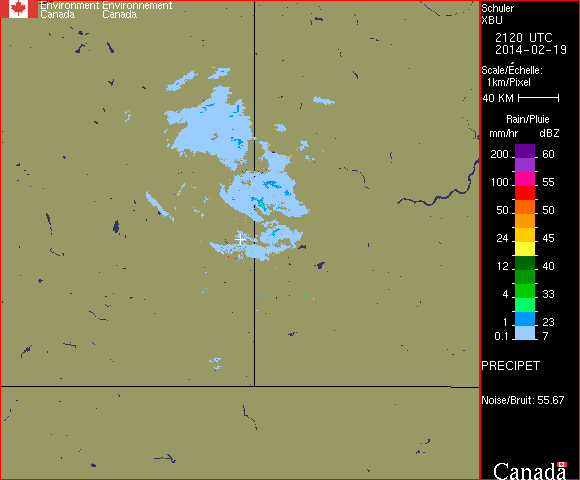 Environment Environnement
Canada Canada
Schuler
XBU
2120 UTC
2014-02-19
Scale/Échelle:
1km/Pixel
40 KM
Rain/Pluie
mm/hr dBZ
200 60
55
100 55
50 50
24 45
12 40
4 33
1 23
0.1 7
PRECIPET
Noise/Bruit: 55.67
Canada